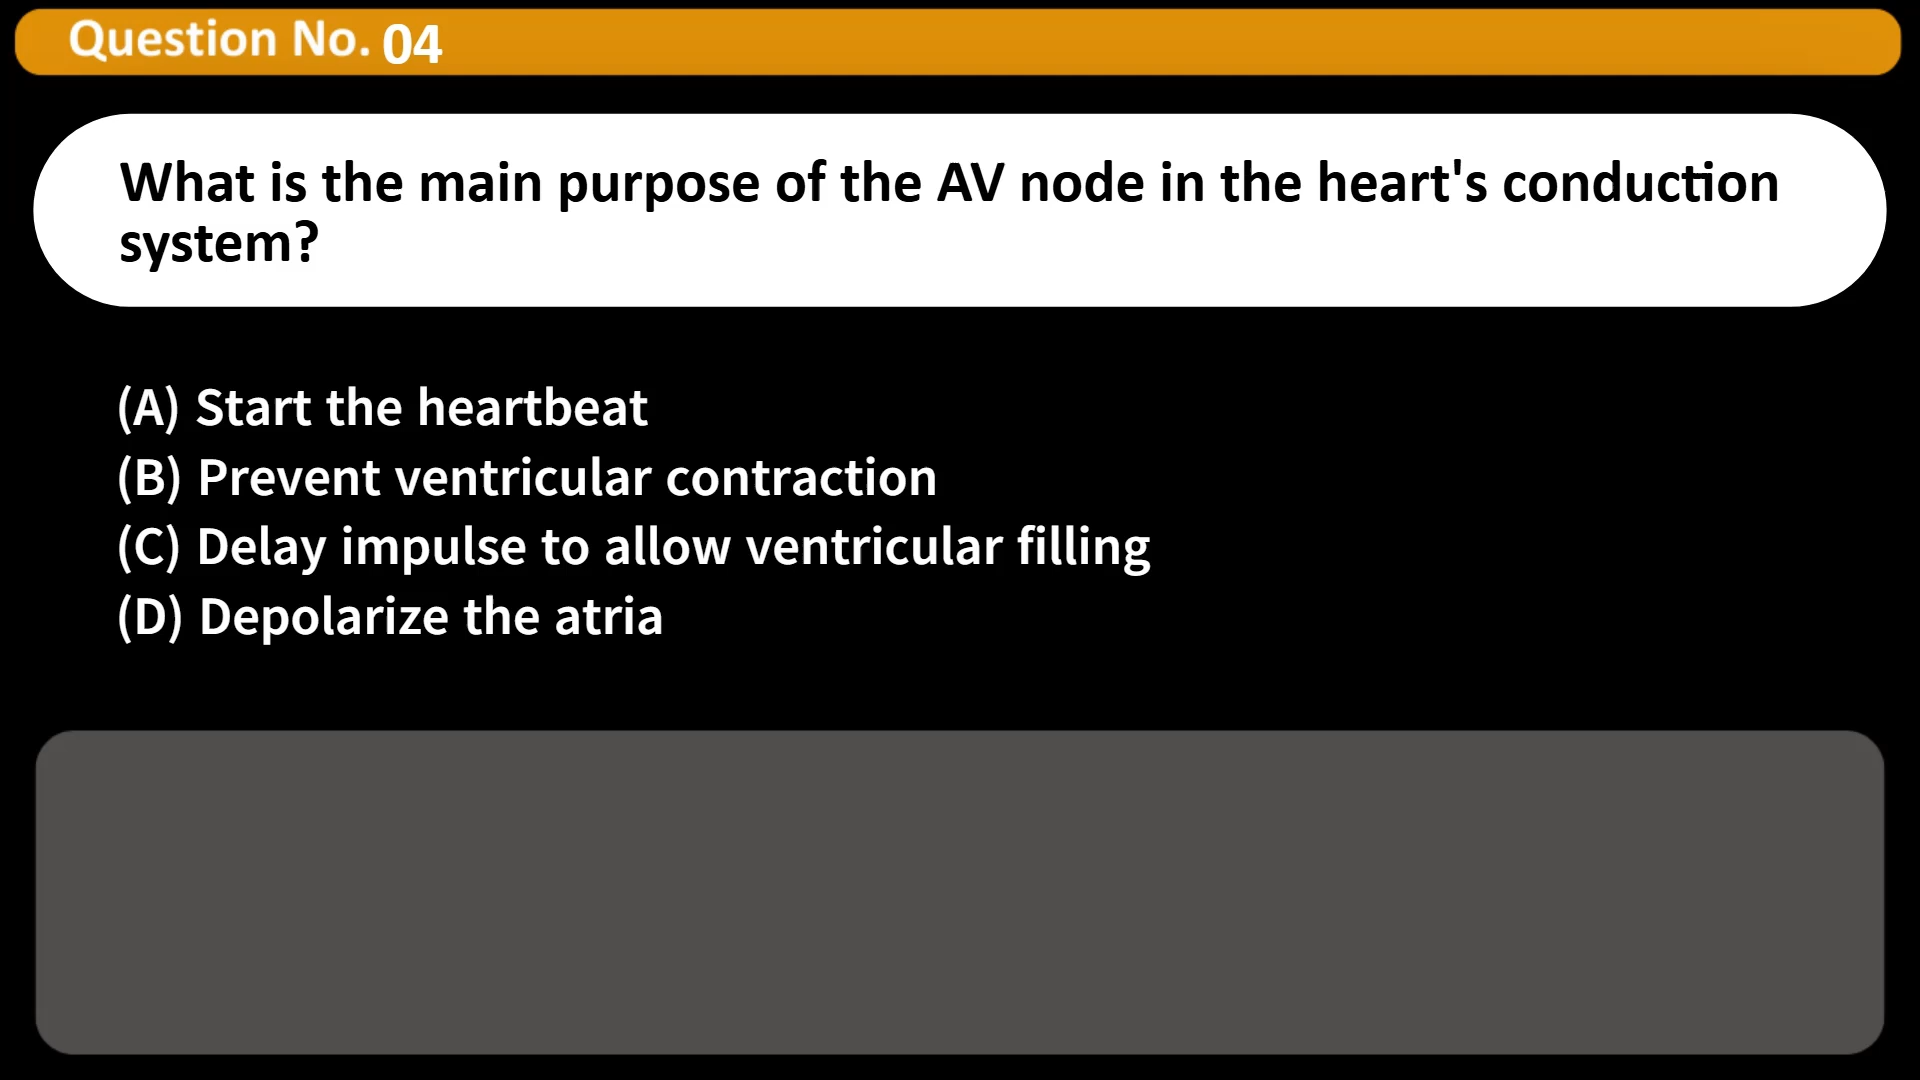 Question No. 04
What is the main purpose of the AV node in the heart's conduction
system?
(A) Start the heartbeat
(B) Prevent ventricular contraction
(C) Delay impulse to allow ventricular filling
(D) Depolarize the atria